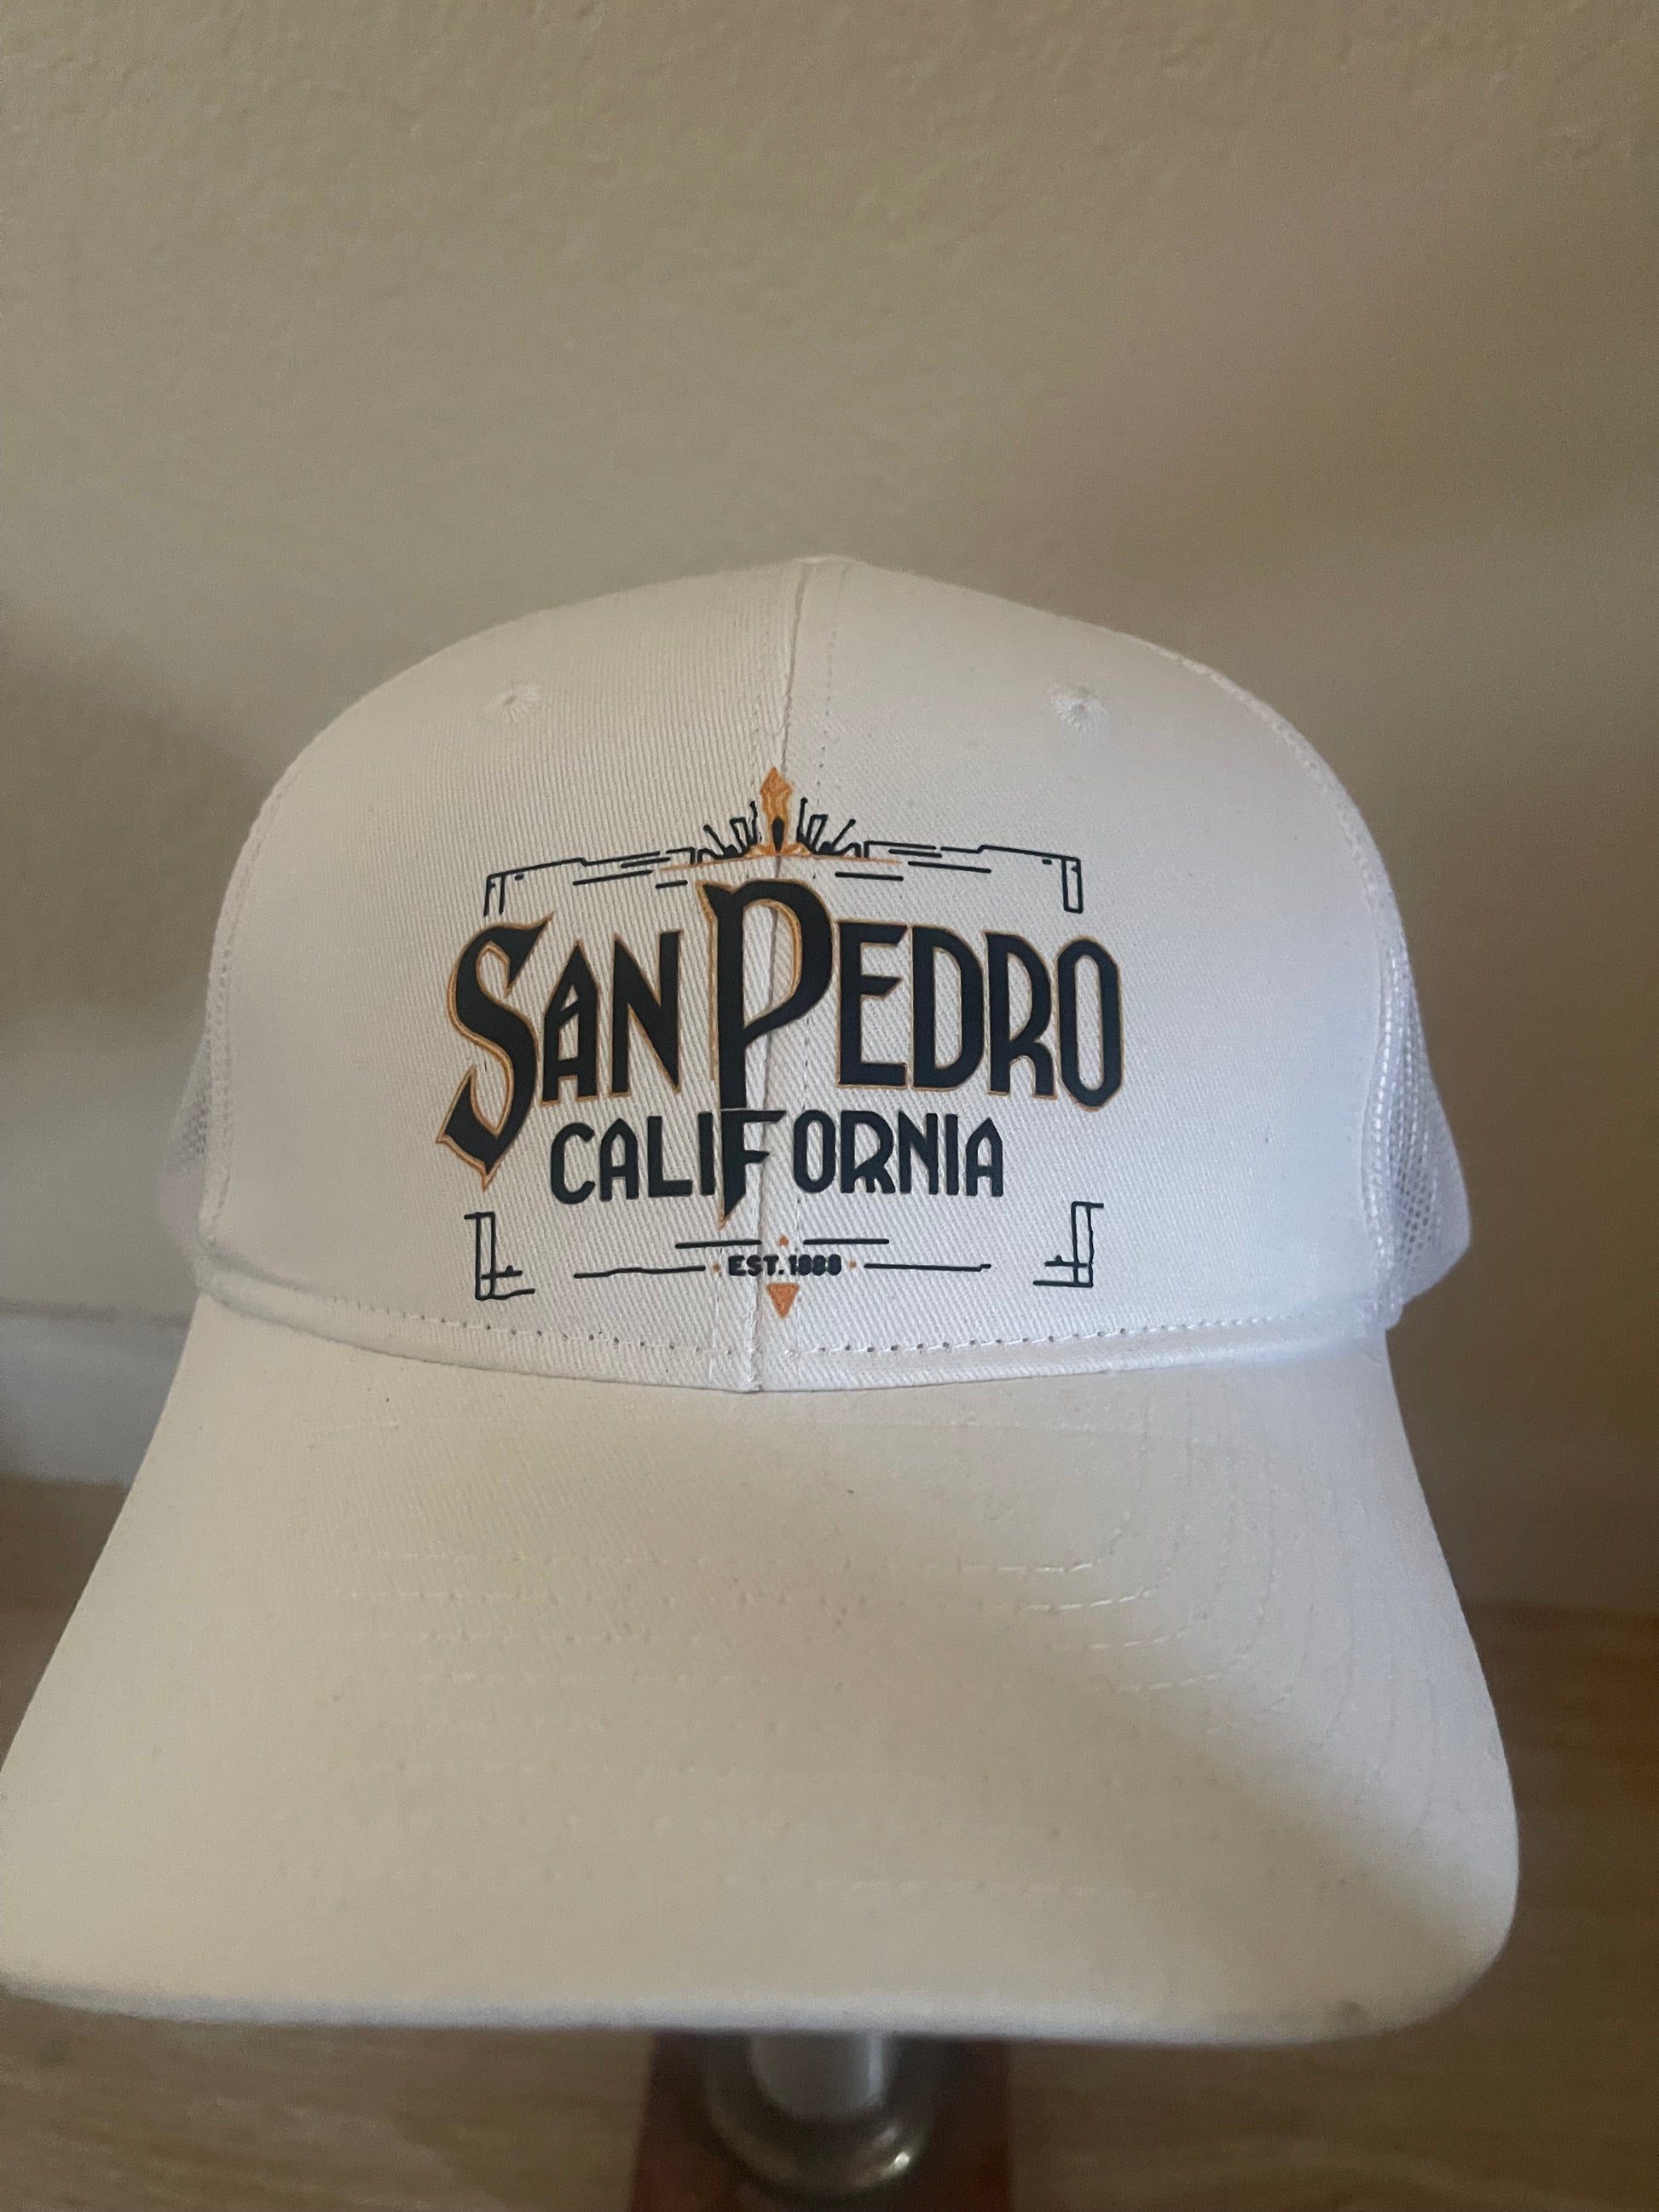 SAN PEDRO
CALIFORNIA
EST. 1888